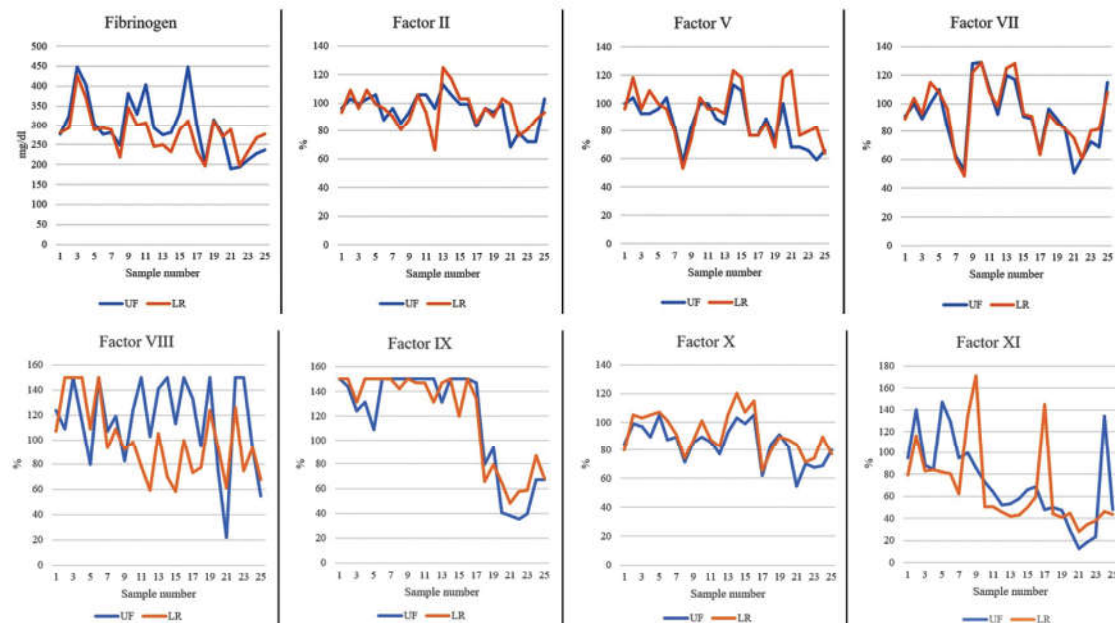 Fibrinogen
500
450
400
350
300
250
200
150
100
50
0
mg/dl
1 3 5 7 9 11 13 15 17 19 21 23 25
Sample number
UF LR
Factor II
140
120
100
80
60
40
20
0
%
1 3 5 7 9 11 13 15 17 19 21 23 25
Sample number
UF LR
Factor V
140
120
100
80
60
40
20
0
%
1 3 5 7 9 11 13 15 17 19 21 23 25
Sample number
UF LR
Factor VII
140
120
100
80
60
40
20
0
%
1 3 5 7 9 11 13 15 17 19 21 23 25
Sample number
UF LR
Factor VIII
160
140
120
100
80
60
40
20
0
%
1 3 5 7 9 11 13 15 17 19 21 23 25
Sample number
UF LR
Factor IX
160
140
120
100
80
60
40
20
0
%
1 3 5 7 9 11 13 15 17 19 21 23 25
Sample number
UF LR
Factor X
140
120
100
80
60
40
20
0
%
1 3 5 7 9 11 13 15 17 19 21 23 25
Sample number
UF LR
Factor XI
180
160
140
120
100
80
60
40
20
0
%
1 3 5 7 9 11 13 15 17 19 21 23 25
Sample number
UF LR